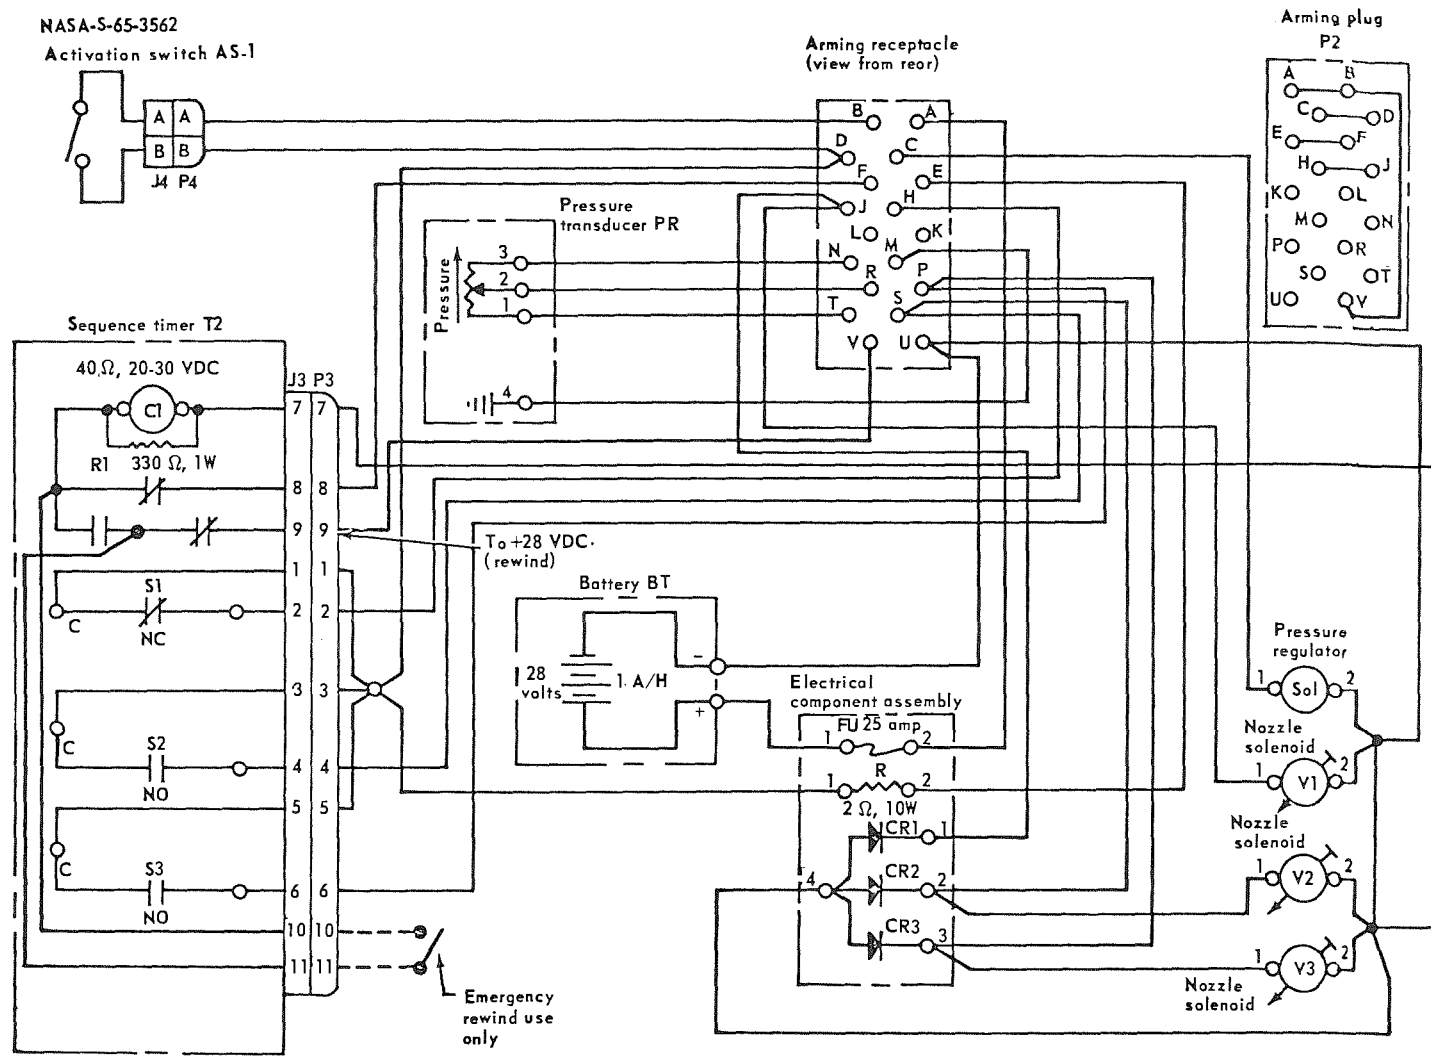 NASA-S-65-3562
Activation switch AS-1
A A
B B
J4 P4
Arming receptacle
(view from rear)
B A
D C
F E
J H
L K
N M
R P
T S
V U
Arming plug
P2
A B
C D
E F
H J
K L
M N
P R
S T
U V
Pressure
transducer PR
Pressure
3
2
1
4
Sequence timer T2
40Ω, 20-30 VDC
J3 P3
C1
7 7
R1 330 Ω, 1W
8 8
9 9
To +28 VDC.
(rewind)
1 1
S1
2 2
C
NC
3 3
C
S2
4 4
NO
5 5
C
S3
6 6
NO
10 10
11 11
Emergency
rewind use
only
Battery BT
28
volts
1. A/H
-
+
Electrical
component assembly
FU 25 amp
1 2
R
1 2
2 Ω, 10W
CR1 1
4 CR2 2
CR3 3
Pressure
regulator
1 Sol 2
Nozzle
solenoid
1 V1 2
Nozzle
solenoid
1 V2 2
1 V3 2
Nozzle
solenoid